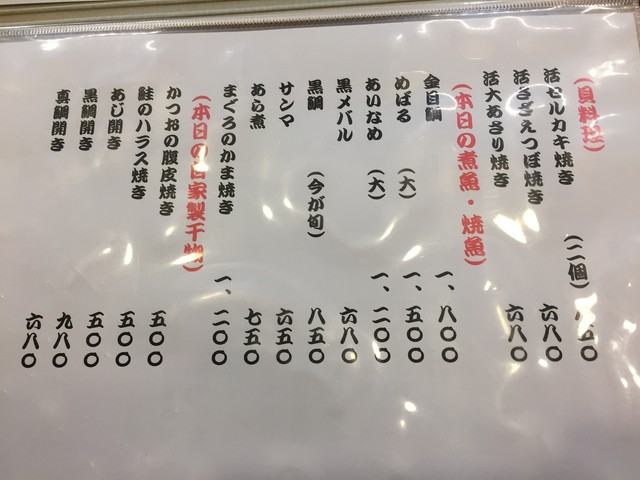 (貝料理)
活セルカキ焼き (二個) 五〇
活さざえつぼ焼き 六八〇
活大あさり焼き 六八〇
(本日の煮魚・焼魚)
金目鯛 一、八〇〇
めばる (大) 一、五〇〇
あいなめ (大) 一、二〇〇
黒メバル 六八〇
黒鯛 (今が旬) 八五〇
サンマ 六五〇
あら煮 七五〇
まぐろのかま焼き 一、二〇〇
(本日の自家製干物)
かつおの腹皮焼き 五〇〇
鮭のハラス焼き 五〇〇
あじ開き 五〇〇
黒鯛開き 九八〇
真鯛開き 六八〇